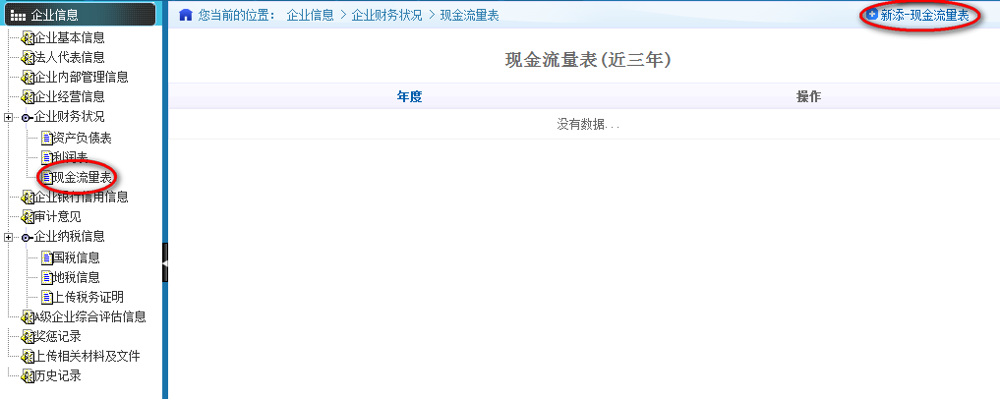 企业信息
企业基本信息
法人代表信息
企业内部管理信息
企业经营信息
企业财务状况
资产负债表
利润表
现金流量表
企业银行信用信息
审计意见
企业纳税信息
国税信息
地税信息
上传税务证明
A级企业综合评估信息
奖惩记录
上传相关材料及文件
历史记录
您当前的位置： 企业信息 > 企业财务状况 > 现金流量表
新添-现金流量表
现金流量表(近三年)
年度 操作
没有数据...